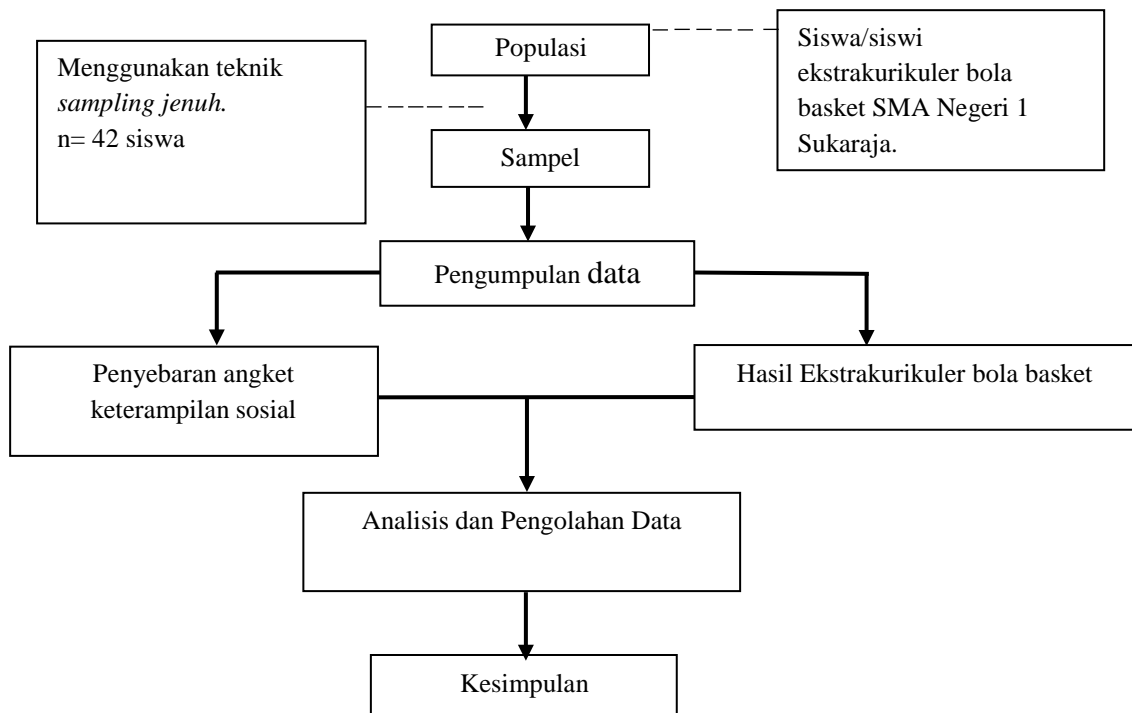 Populasi
Siswa/siswi
ekstrakurikuler bola
basket SMA Negeri 1
Sukaraja.
Menggunakan teknik
sampling jenuh.
n= 42 siswa
Sampel
Pengumpulan data
Penyebaran angket
keterampilan sosial
Hasil Ekstrakurikuler bola basket
Analisis dan Pengolahan Data
Kesimpulan